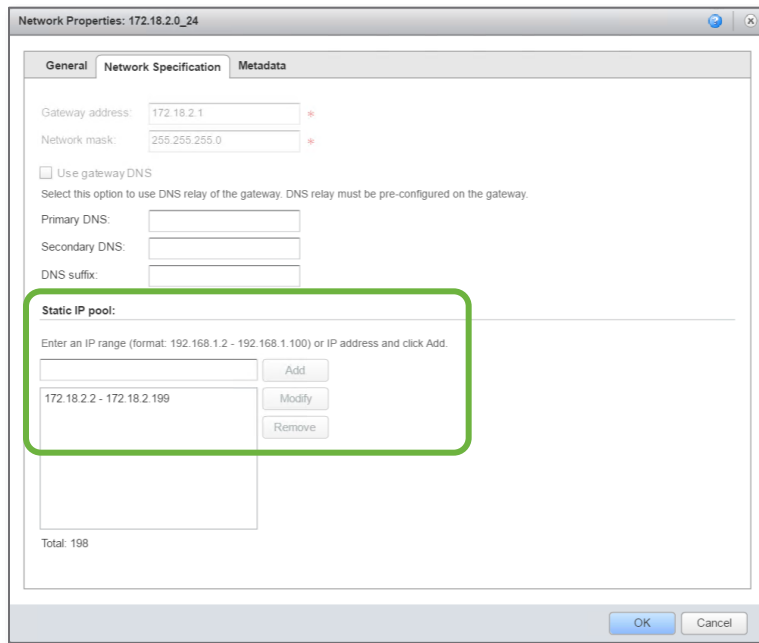 Network Properties: 172.18.2.0_24
General Network Specification Metadata
Gateway address: 172.18.2.1 *
Network mask: 255.255.255.0 *
Use gateway DNS
Select this option to use DNS relay of the gateway. DNS relay must be pre-configured on the gateway.
Primary DNS:
Secondary DNS:
DNS suffix:
Static IP pool:
Enter an IP range (format: 192.168.1.2 - 192.168.1.100) or IP address and click Add.
Add
172.18.2.2 - 172.18.2.199 Modify
Remove
Total: 198
OK Cancel